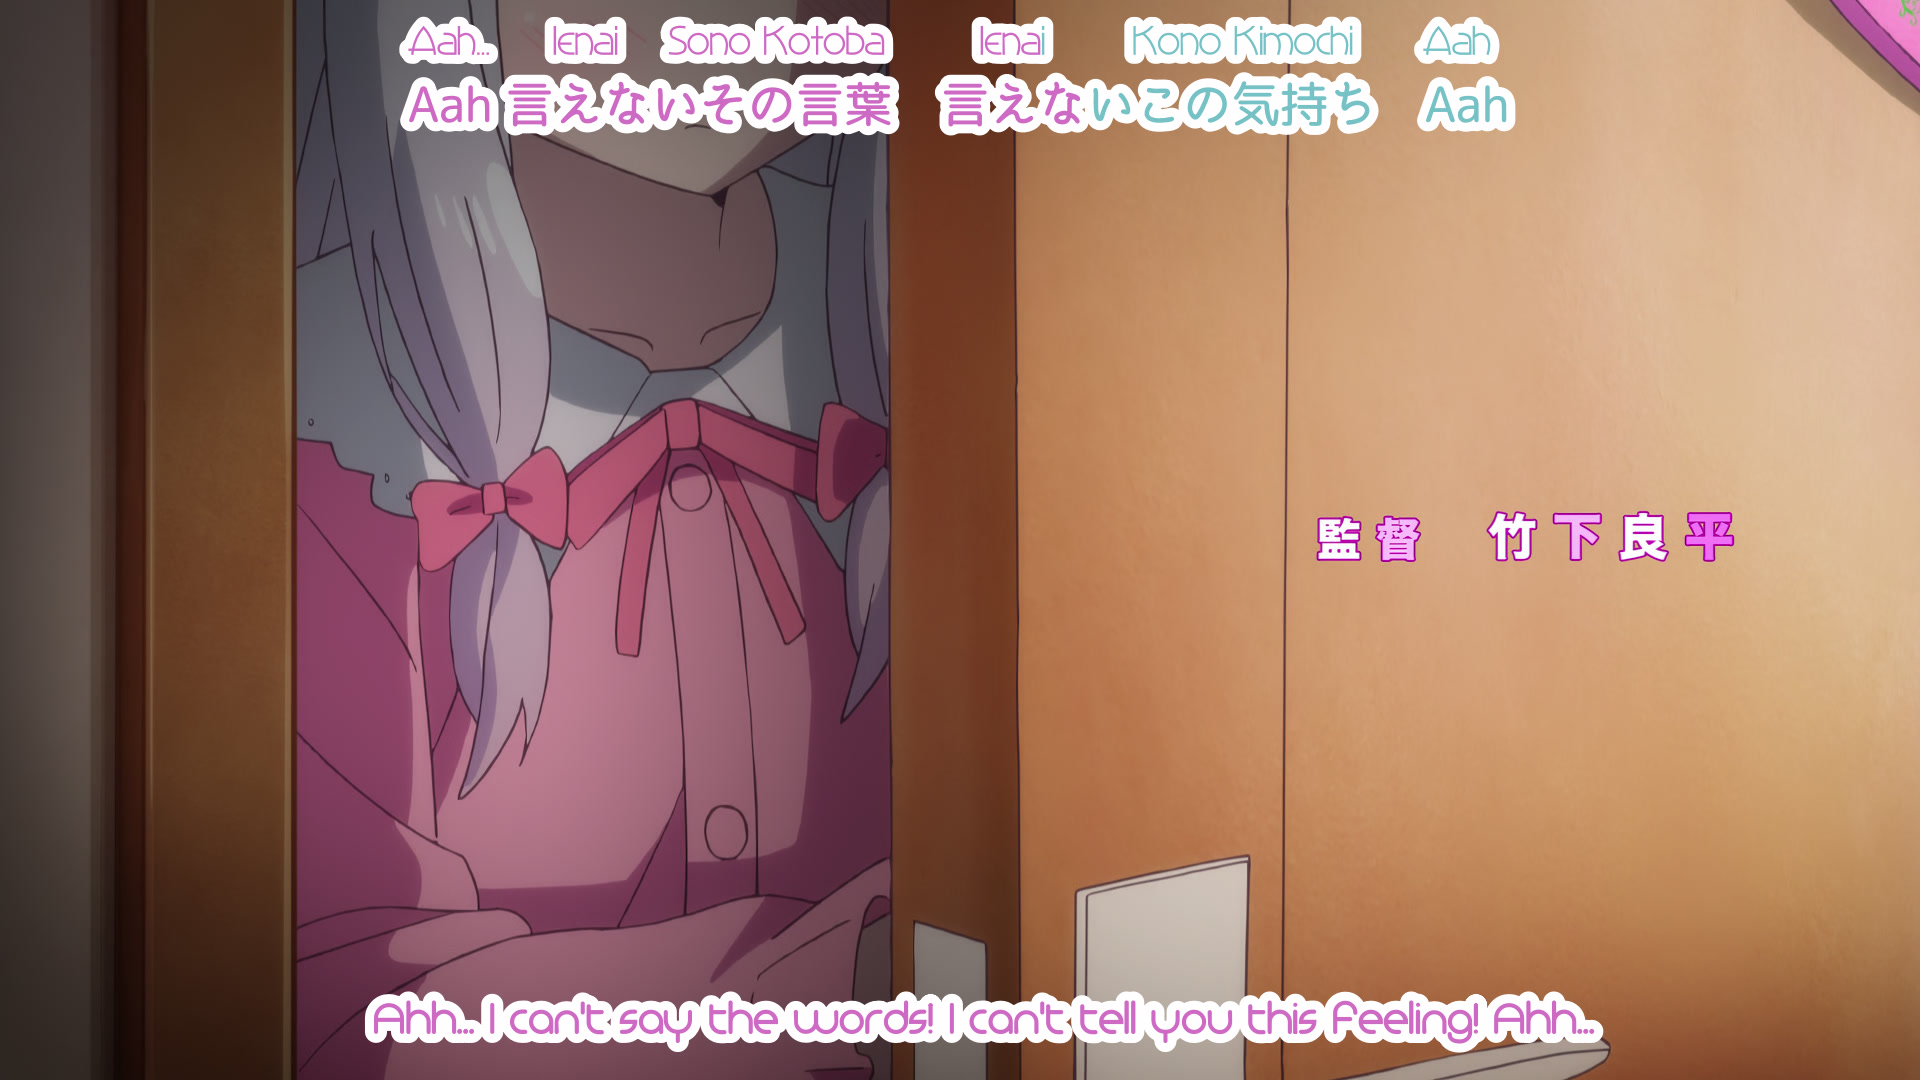 Aah... Ienai Sono Kotoba Ienai Kono Kimochi Aah
Aah 言えないその言葉 言えないこの気持ち Aah
監督 竹下良平
Ahh... I can't say the words! I can't tell you this feeling! Ahh...